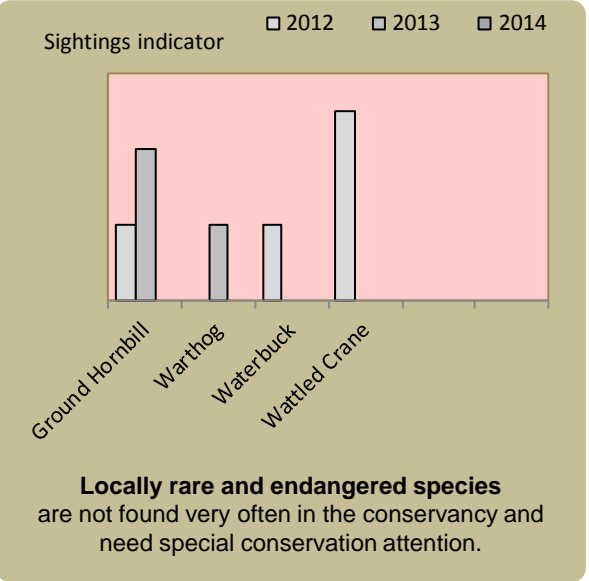 2012 2013 2014
Sightings indicator
Ground Hornbill
Warthog
Waterbuck
Wattled Crane
Locally rare and endangered species
are not found very often in the conservancy and
need special conservation attention.